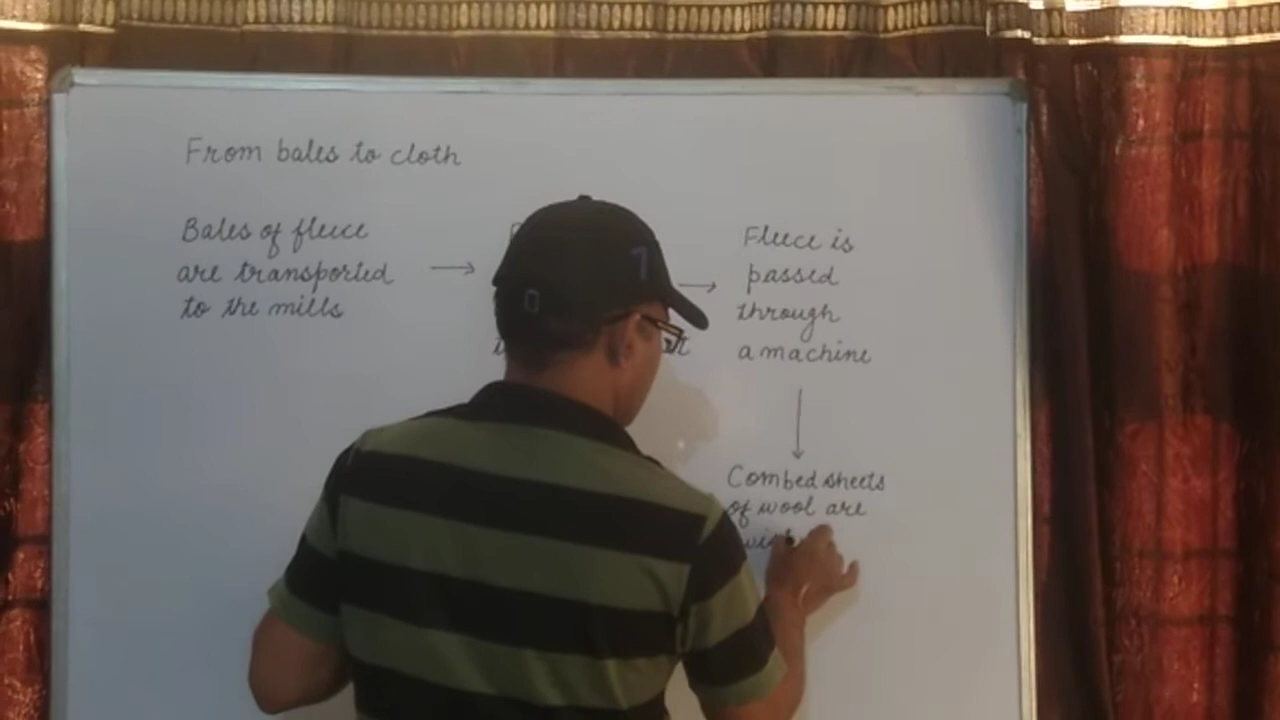 From bales to cloth
Bales of fleece
are transported
to the mills
Fleece is
passed
through
a machine
Combed sheets
of wool are
7